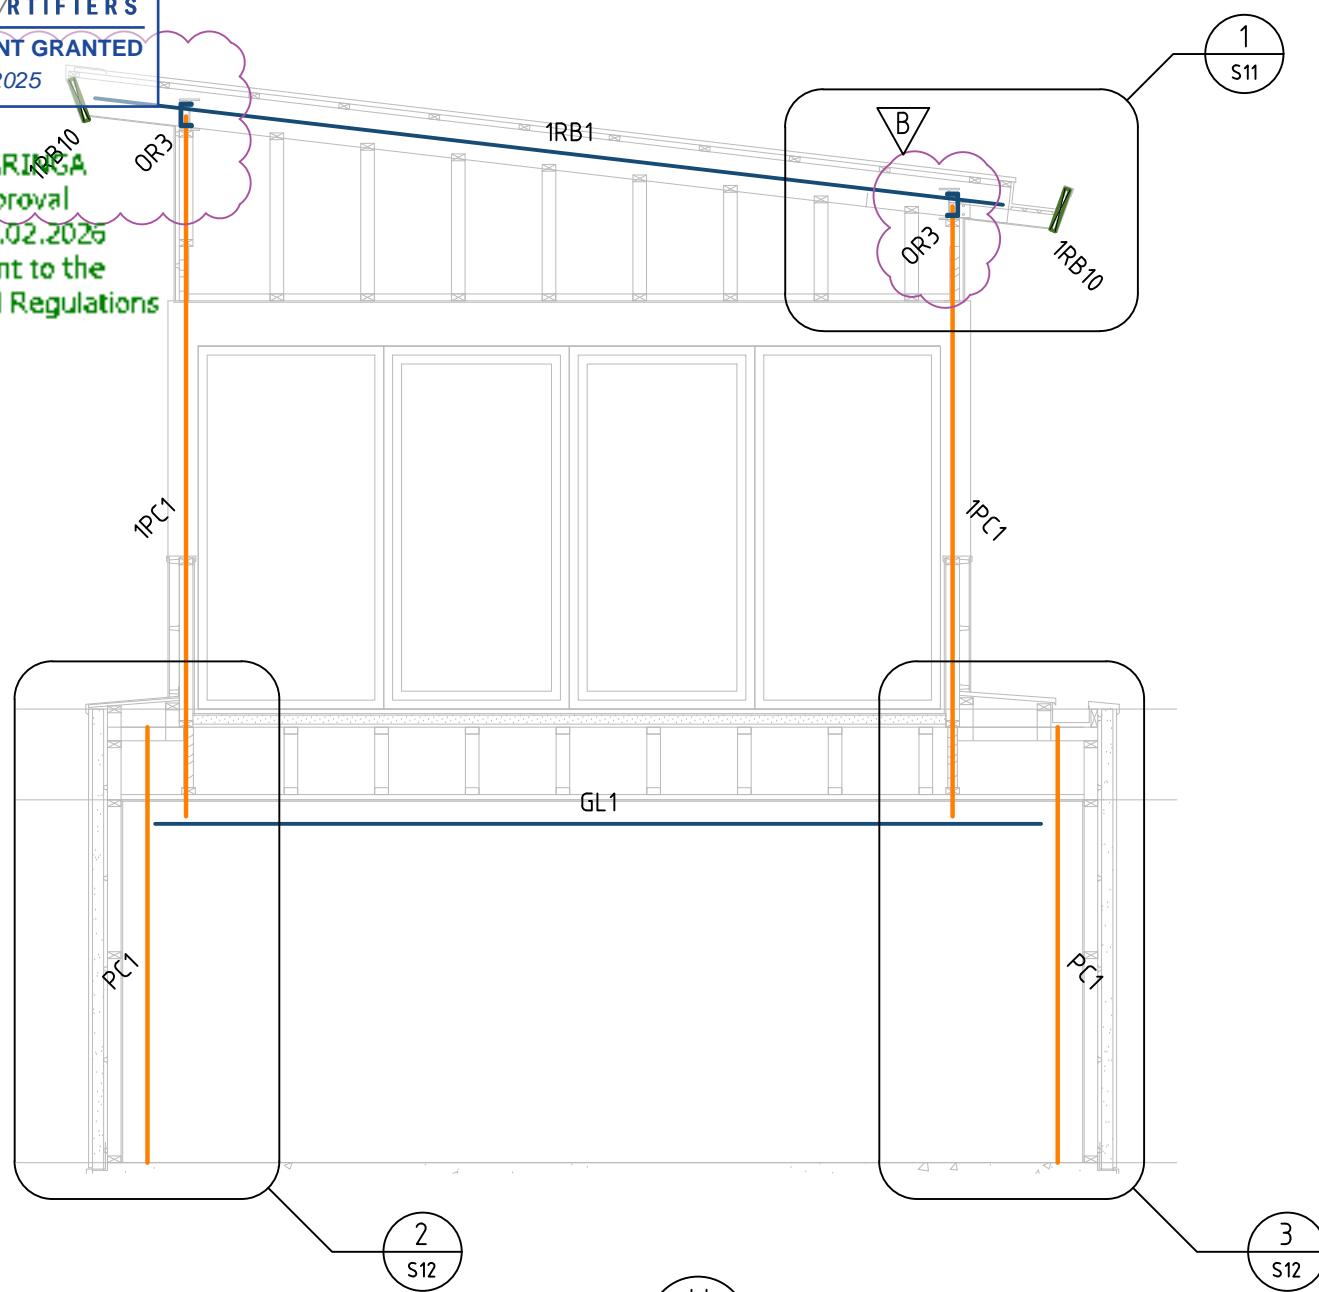 RTIFIERS
NT GRANTED
2025
1
S11
B
1RB1
1RB10
0R3
RINGA
proval
.02.2026
nt to the
Regulations
0R3
1RB10
1PC1
1PC1
GL1
PC1
PC1
2
S12
3
S12